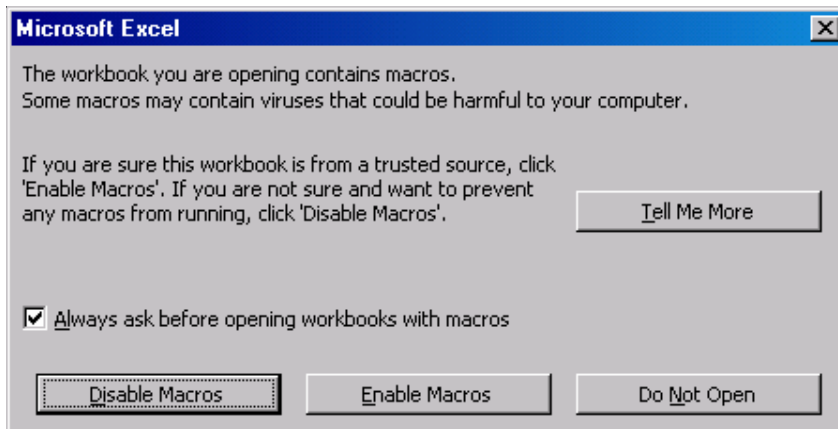 Microsoft Excel
The workbook you are opening contains macros.
Some macros may contain viruses that could be harmful to your computer.
If you are sure this workbook is from a trusted source, click
'Enable Macros'. If you are not sure and want to prevent
any macros from running, click 'Disable Macros'.
Tell Me More
Always ask before opening workbooks with macros
Disable Macros
Enable Macros
Do Not Open